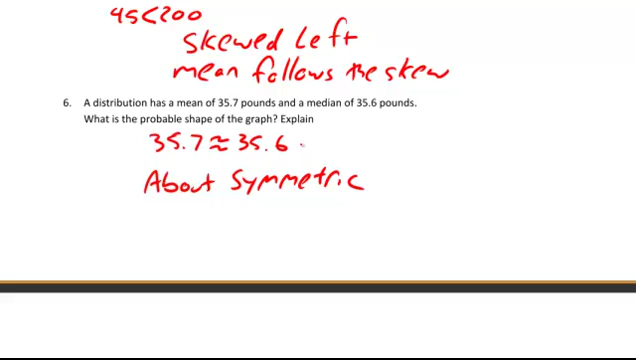 45<200
Skewed Left
mean follows the skew
6. A distribution has a mean of 35.7 pounds and a median of 35.6 pounds.
What is the probable shape of the graph? Explain
35.7≈35.6
About Symmetric